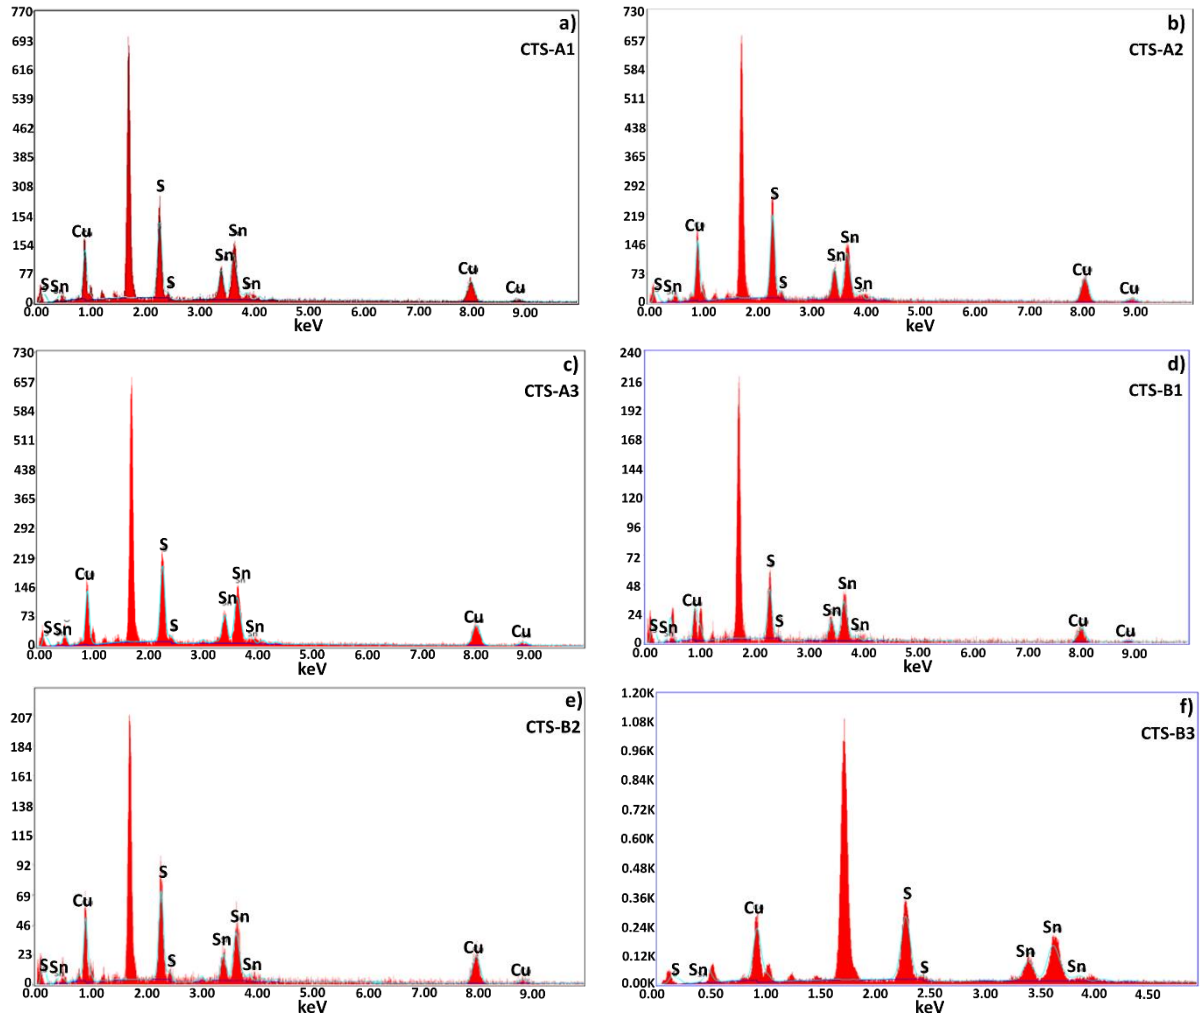 770
a)
CTS-A1
693
616
539
462
385
308
S
Sn
154
Cu
154
Sn
Cu
77
S
Sn
S Sn
Cu
0
0.00 1.00 2.00 3.00 4.00 5.00 6.00 7.00 8.00 9.00
keV
730
b)
CTS-A2
657
584
511
438
365
292
S
219
Cu
Sn
146
Sn
Cu
73
S
Sn
S Sn
Cu
0
0.00 1.00 2.00 3.00 4.00 5.00 6.00 7.00 8.00 9.00
keV
730
c)
CTS-A3
657
584
511
438
365
292
S
219
Cu
Sn
146
Sn
73
Cu
S Sn
S
Sn
Cu
0
0.00 1.00 2.00 3.00 4.00 5.00 6.00 7.00 8.00 9.00
keV
240
d)
CTS-B1
216
192
168
144
120
96
72
S
Sn
48
Cu
Sn
24
S Sn
S
Sn
Cu
Cu
0
0.00 1.00 2.00 3.00 4.00 5.00 6.00 7.00 8.00 9.00
keV
e)
CTS-B2
207
184
161
138
115
92
S
69
Cu
Sn
46
Sn
Cu
23
S Sn
S
Sn
Cu
0
0.00 1.00 2.00 3.00 4.00 5.00 6.00 7.00 8.00 9.00
keV
1.20K
f)
CTS-B3
1.08K
0.96K
0.84K
0.72K
0.60K
0.48K
0.36K
S
Cu
0.24K
Sn
0.12K
Sn
S Sn
S
Sn
0.00K
0.00 0.50 1.00 1.50 2.00 2.50 3.00 3.50 4.00 4.50
keV